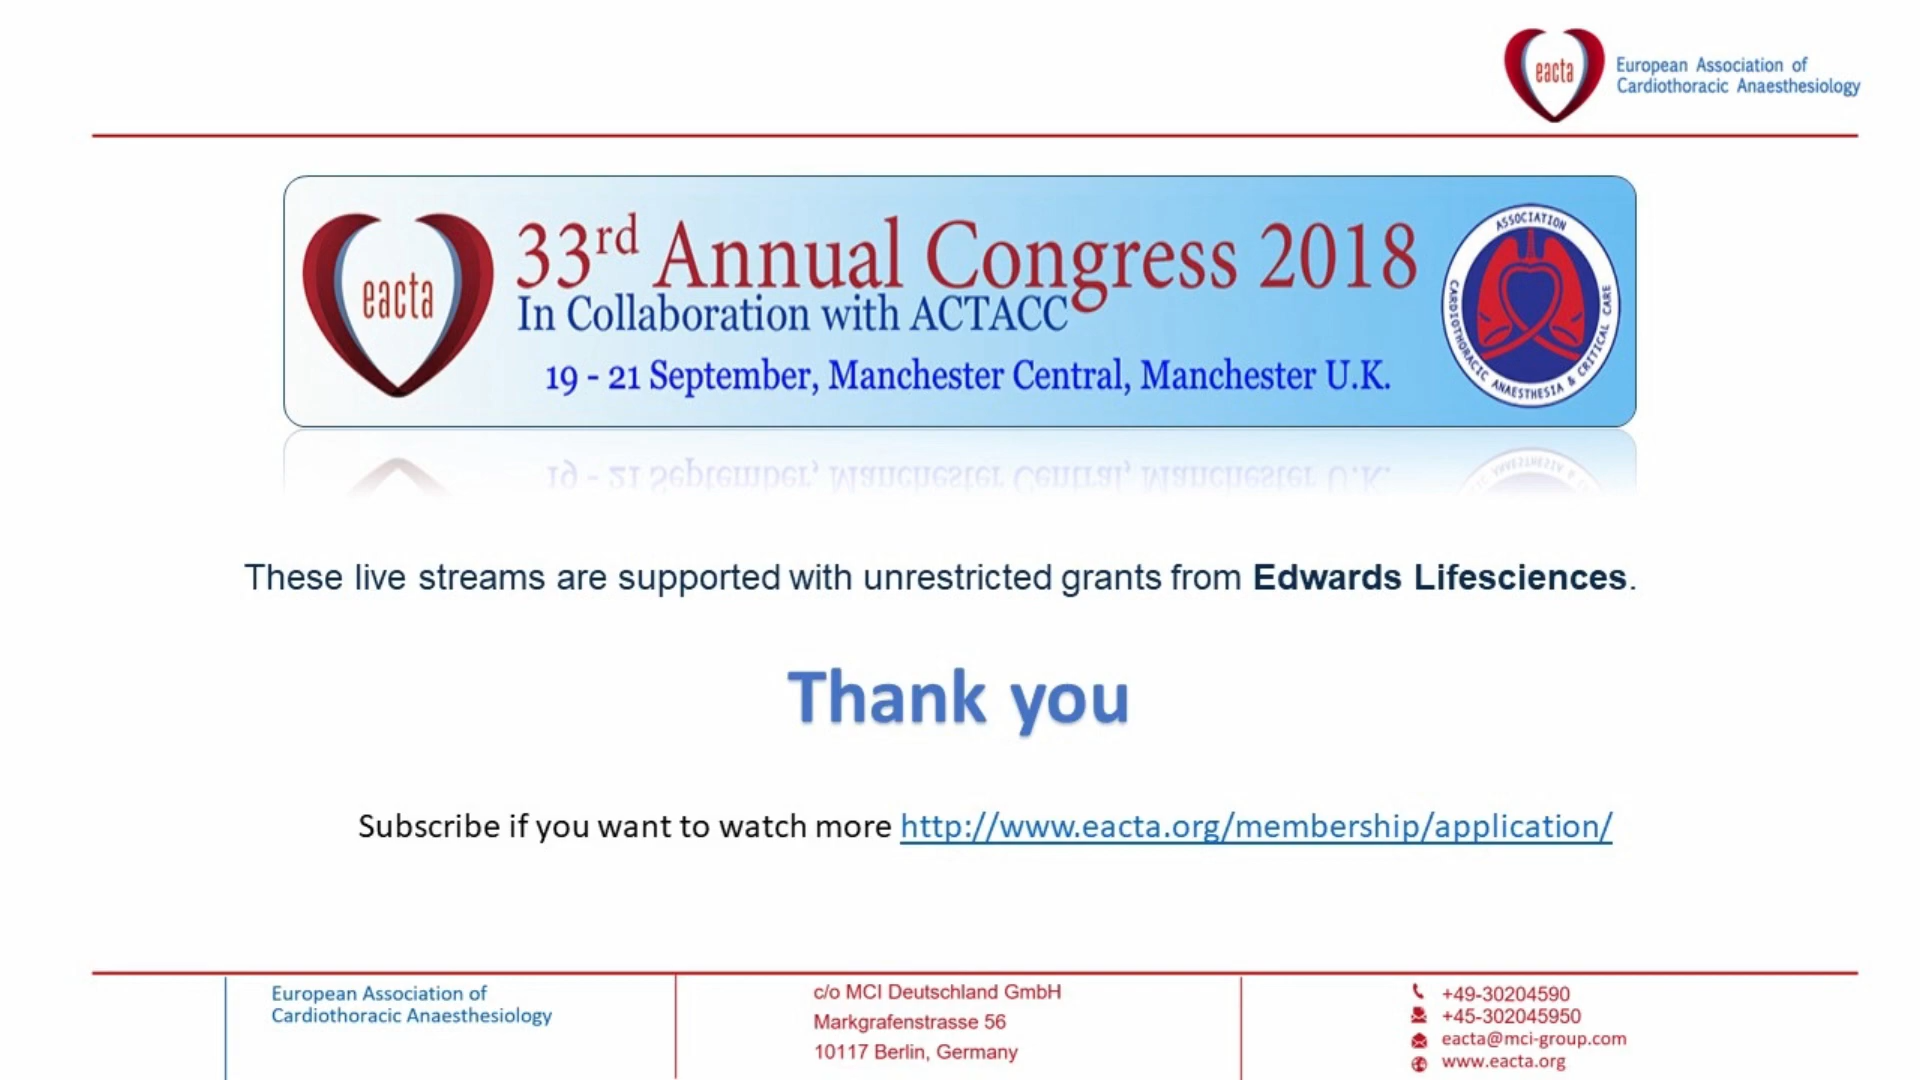 eacta
European Association of
Cardiothoracic Anaesthesiology
eacta
33rd Annual Congress 2018
In Collaboration with ACTACC
19 - 21 September, Manchester Central, Manchester U.K.
ASSOCIATION
CARDIOTHORACIC ANAESTHESIA & CRITICAL CARE
These live streams are supported with unrestricted grants from Edwards Lifesciences.
Thank you
Subscribe if you want to watch more http://www.eacta.org/membership/application/
European Association of
Cardiothoracic Anaesthesiology
c/o MCI Deutschland GmbH
Markgrafenstrasse 56
10117 Berlin, Germany
+49-30204590
+45-302045950
eacta@mci-group.com
www.eacta.org